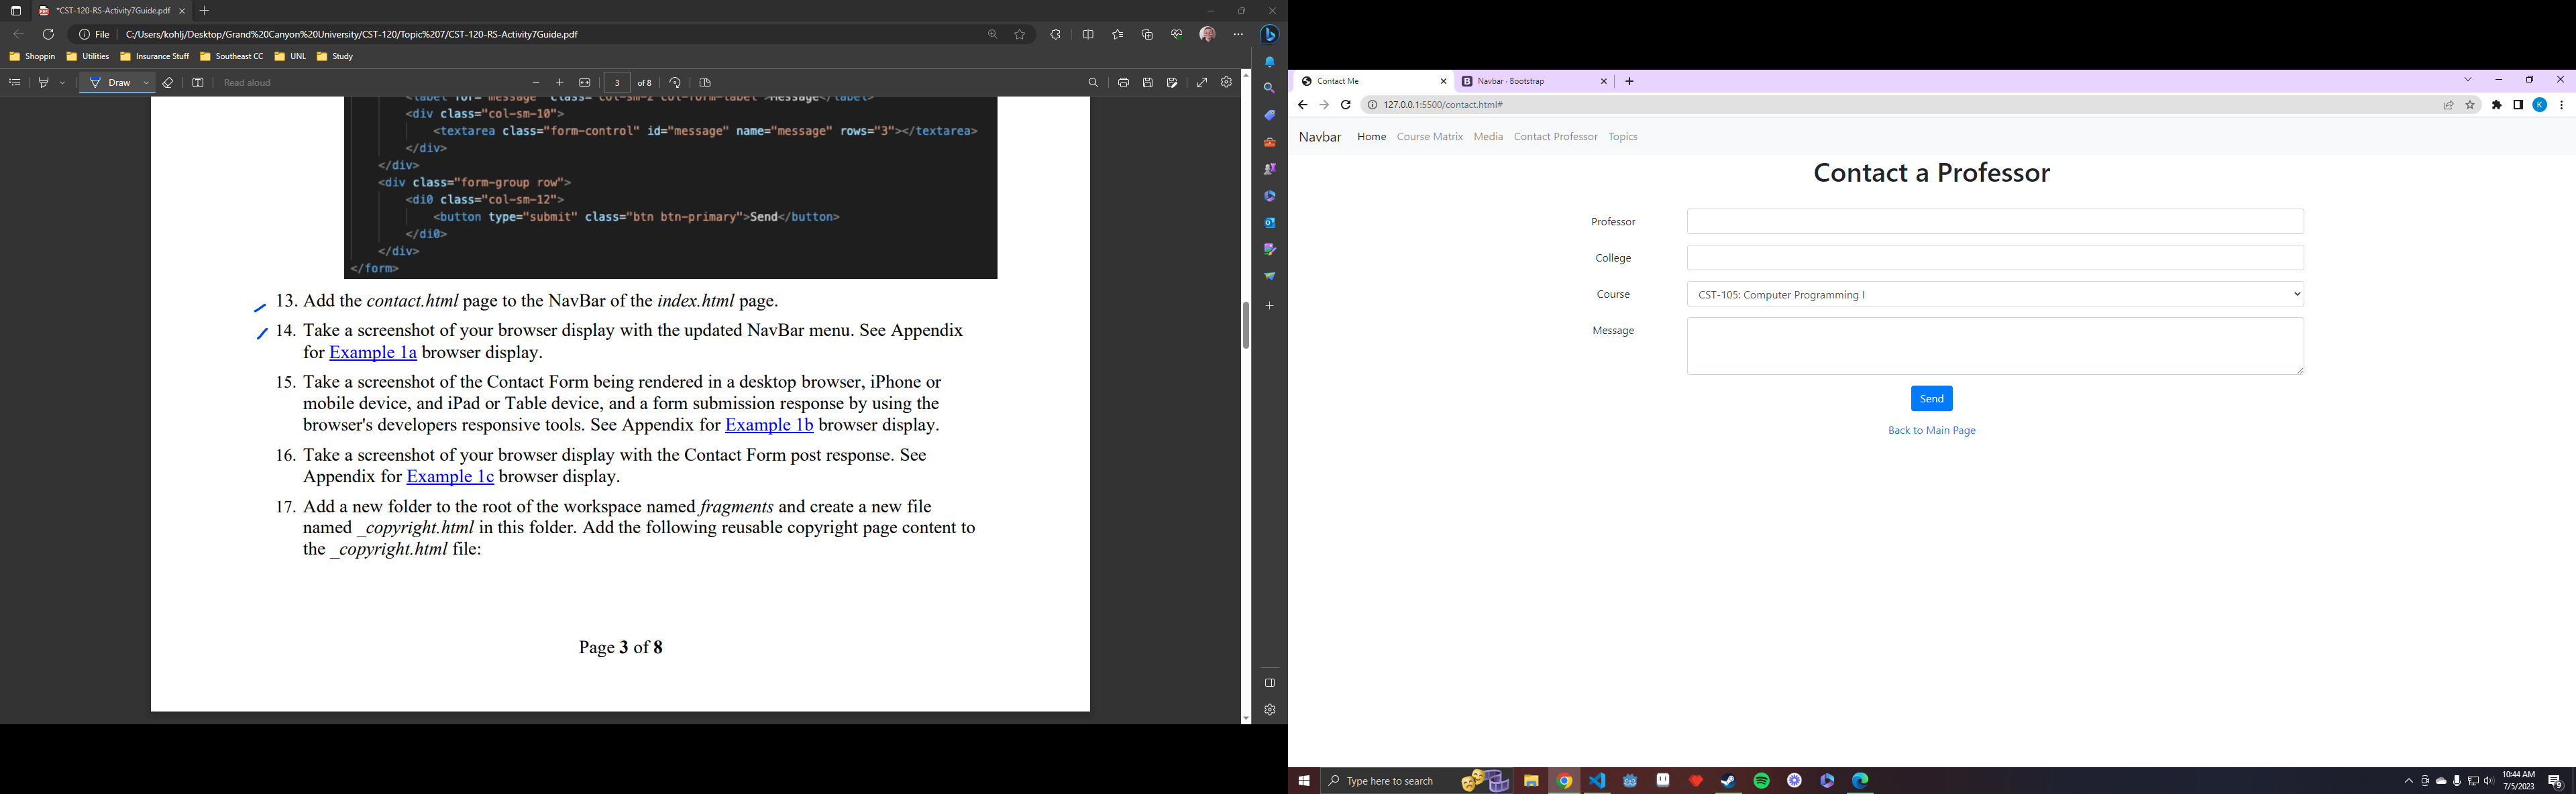 *CST-120-RS-Activity7Guide.pdf
File
C:/Users/kohlj/Desktop/Grand%20Canyon%20University/CST-120/Topic%207/CST-120-RS-Activity7Guide.pdf
Shoppin
Utilities
Insurance Stuff
Southeast CC
UNL
Study
Draw
Read aloud
3
of 8
<label for="message" class="col-sm-2 col-form-label">Message</label>
<div class="col-sm-10">
<textarea class="form-control" id="message" name="message" rows="3"></textarea>
</div>
</div>
<div class="form-group row">
<di0 class="col-sm-12">
<button type="submit" class="btn btn-primary">Send</button>
</di0>
</div>
</form>
13. Add the contact.html page to the NavBar of the index.html page.
14. Take a screenshot of your browser display with the updated NavBar menu. See Appendix
for Example 1a browser display.
15. Take a screenshot of the Contact Form being rendered in a desktop browser, iPhone or
mobile device, and iPad or Table device, and a form submission response by using the
browser's developers responsive tools. See Appendix for Example 1b browser display.
16. Take a screenshot of your browser display with the Contact Form post response. See
Appendix for Example 1c browser display.
17. Add a new folder to the root of the workspace named fragments and create a new file
named _copyright.html in this folder. Add the following reusable copyright page content to
the _copyright.html file:
Page 3 of 8
Contact Me
Navbar · Bootstrap
127.0.0.1:5500/contact.html#
K
Navbar
Home
Course Matrix
Media
Contact Professor
Topics
Contact a Professor
Professor
College
Course
CST-105: Computer Programming I
Message
Send
Back to Main Page
Type here to search
10:44 AM
7/5/2023